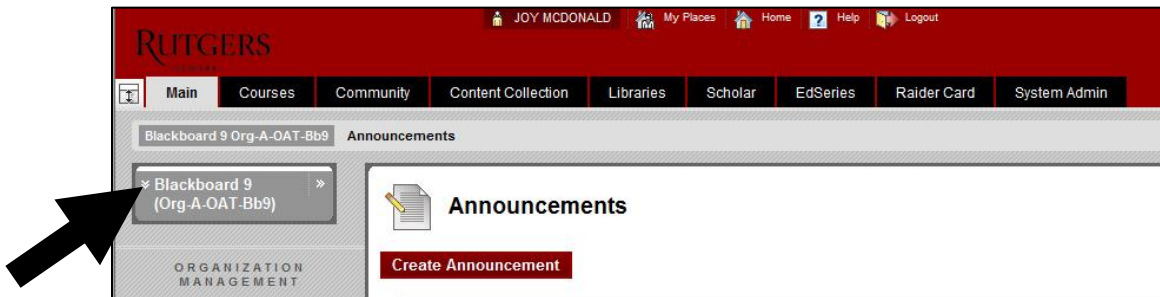 JOY MCDONALD My Places Home ? Help Logout
RUTGERS
Main Courses Community Content Collection Libraries Scholar EdSeries Raider Card System Admin
Blackboard 9 Org-A-OAT-Bb9 Announcements
Blackboard 9
(Org-A-OAT-Bb9)
Announcements
Create Announcement
ORGANIZATION
MANAGEMENT